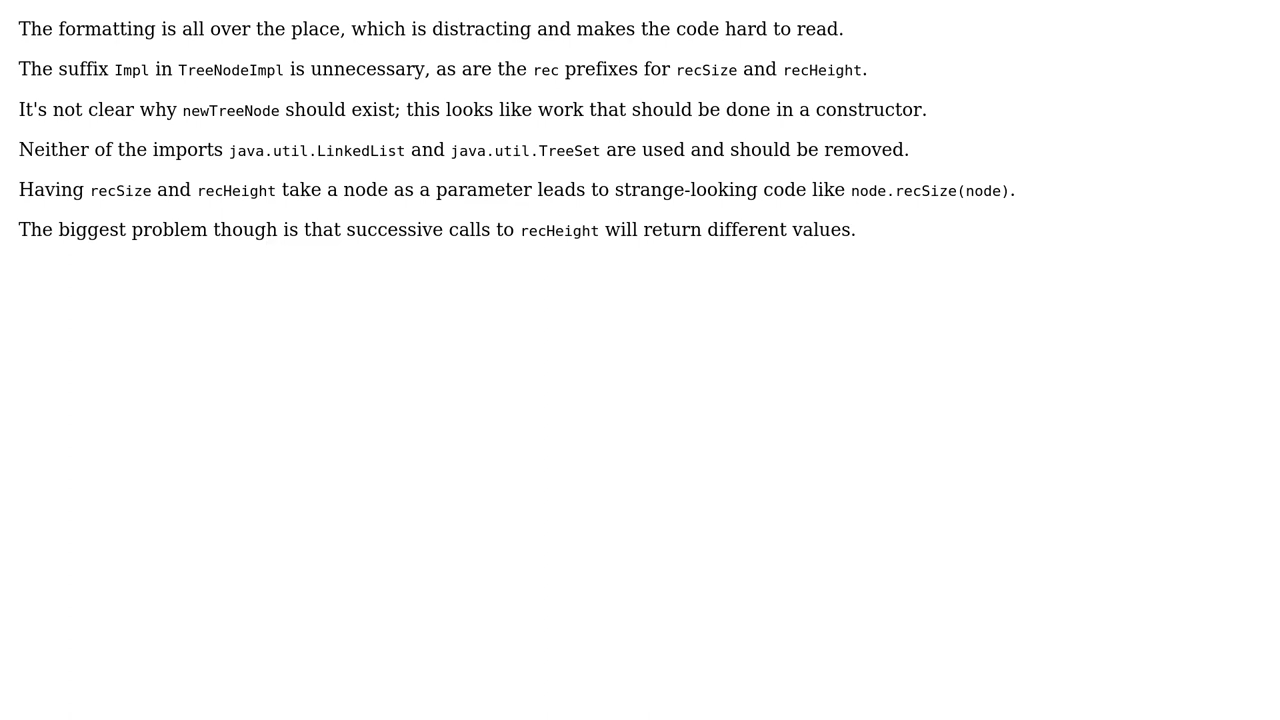 The formatting is all over the place, which is distracting and makes the code hard to read.
The suffix Impl in TreeNodeImpl is unnecessary, as are the rec prefixes for recSize and recHeight.
It's not clear why newTreeNode should exist; this looks like work that should be done in a constructor.
Neither of the imports java.util.LinkedList and java.util.TreeSet are used and should be removed.
Having recSize and recHeight take a node as a parameter leads to strange-looking code like node.recSize(node).
The biggest problem though is that successive calls to recHeight will return different values.